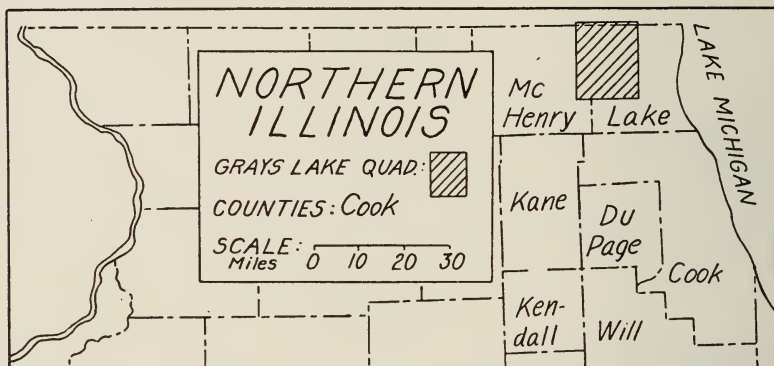 NORTHERN
ILLINOIS
GRAYS LAKE QUAD.:
COUNTIES: Cook
SCALE:
Miles 0 10 20 30
Mc
Henry
Lake
LAKE MICHIGAN
Kane
Du
Page
Cook
Ken-
dall
Will